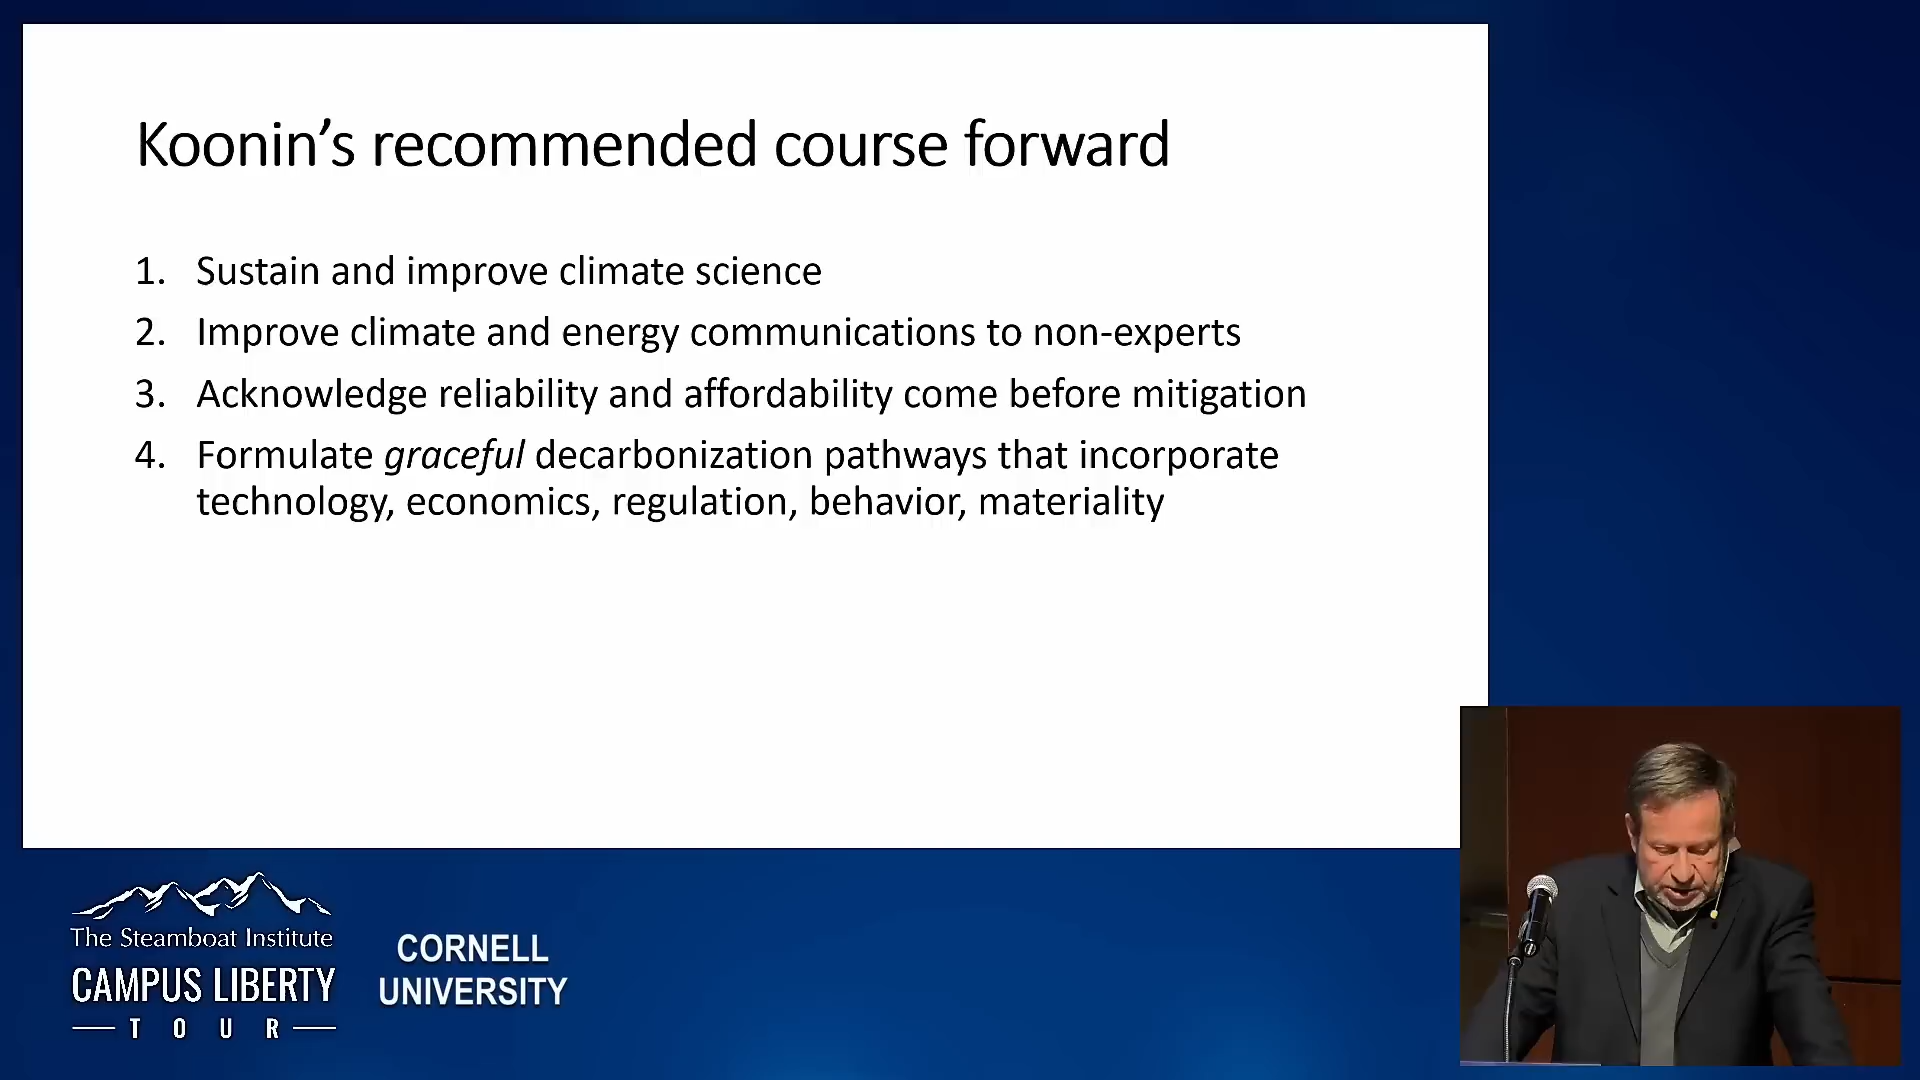 Koonin’s recommended course forward
1. Sustain and improve climate science
2. Improve climate and energy communications to non-experts
3. Acknowledge reliability and affordability come before mitigation
4. Formulate graceful decarbonization pathways that incorporate
technology, economics, regulation, behavior, materiality
The Steamboat Institute
CAMPUS LIBERTY
TOUR
CORNELL
UNIVERSITY